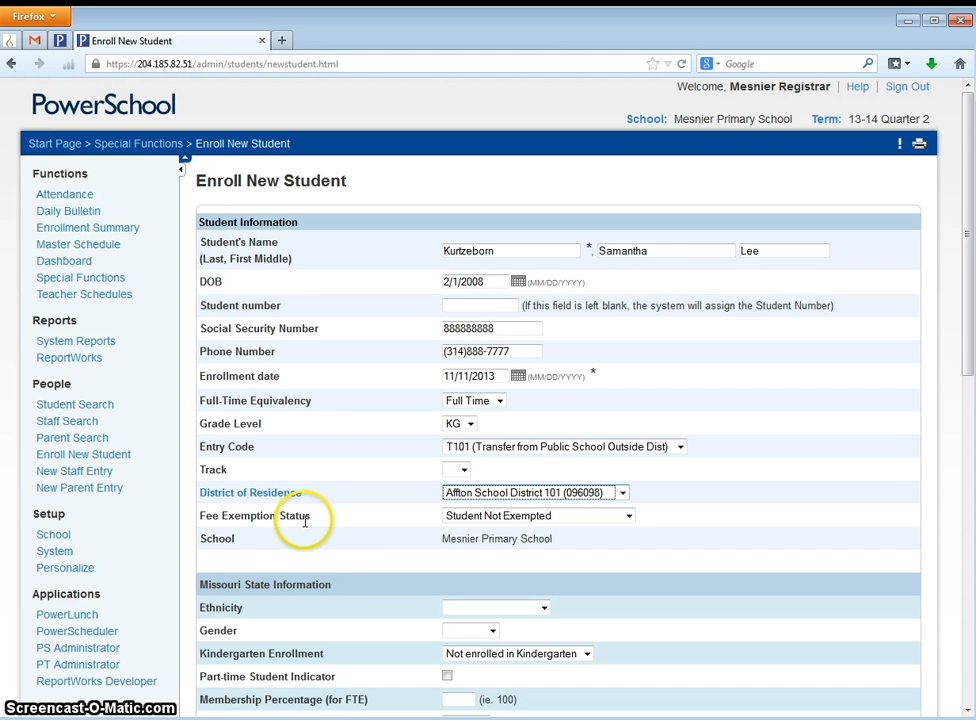 Firefox
Enroll New Student
https://204.185.82.51/admin/students/newstudent.html
Google
Welcome, Mesnier Registrar | Help | Sign Out
PowerSchool
School: Mesnier Primary School Term: 13-14 Quarter 2
Start Page > Special Functions > Enroll New Student
Functions
Attendance
Daily Bulletin
Enrollment Summary
Master Schedule
Dashboard
Special Functions
Teacher Schedules
Reports
System Reports
ReportWorks
People
Student Search
Staff Search
Parent Search
Enroll New Student
New Staff Entry
New Parent Entry
Setup
School
System
Personalize
Applications
PowerLunch
PowerScheduler
PS Administrator
PT Administrator
ReportWorks Developer
Enroll New Student
Student Information
Student's Name
(Last, First Middle)
Kurtzeborn *, Samantha Lee
DOB 2/1/2008 (MM/DD/YYYY)
Student number (If this field is left blank, the system will assign the Student Number)
Social Security Number 888888888
Phone Number (314)888-7777
Enrollment date 11/11/2013 (MM/DD/YYYY) *
Full-Time Equivalency Full Time
Grade Level KG
Entry Code T101 (Transfer from Public School Outside Dist)
Track
District of Residence Affton School District 101 (096098)
Fee Exemption Status Student Not Exempted
School Mesnier Primary School
Missouri State Information
Ethnicity
Gender
Kindergarten Enrollment Not enrolled in Kindergarten
Part-time Student Indicator
Membership Percentage (for FTE) (ie. 100)
Screencast-O-Matic.com